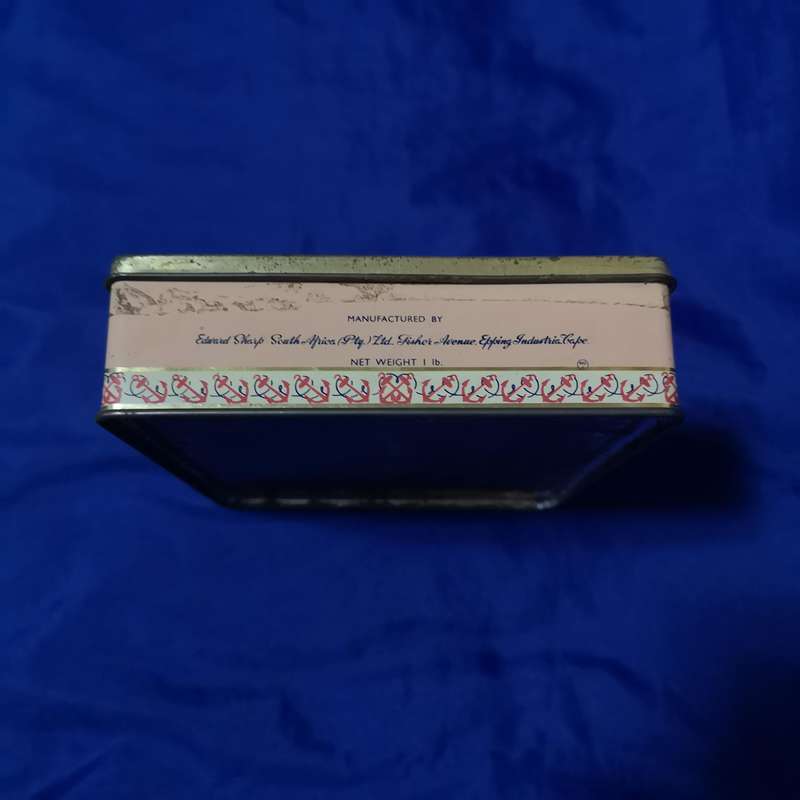 MANUFACTURED BY
Edward Sharp South Africa (Pty.) Ltd. Fisher Avenue, Epping Industria. Cape.
NET WEIGHT 1 lb.